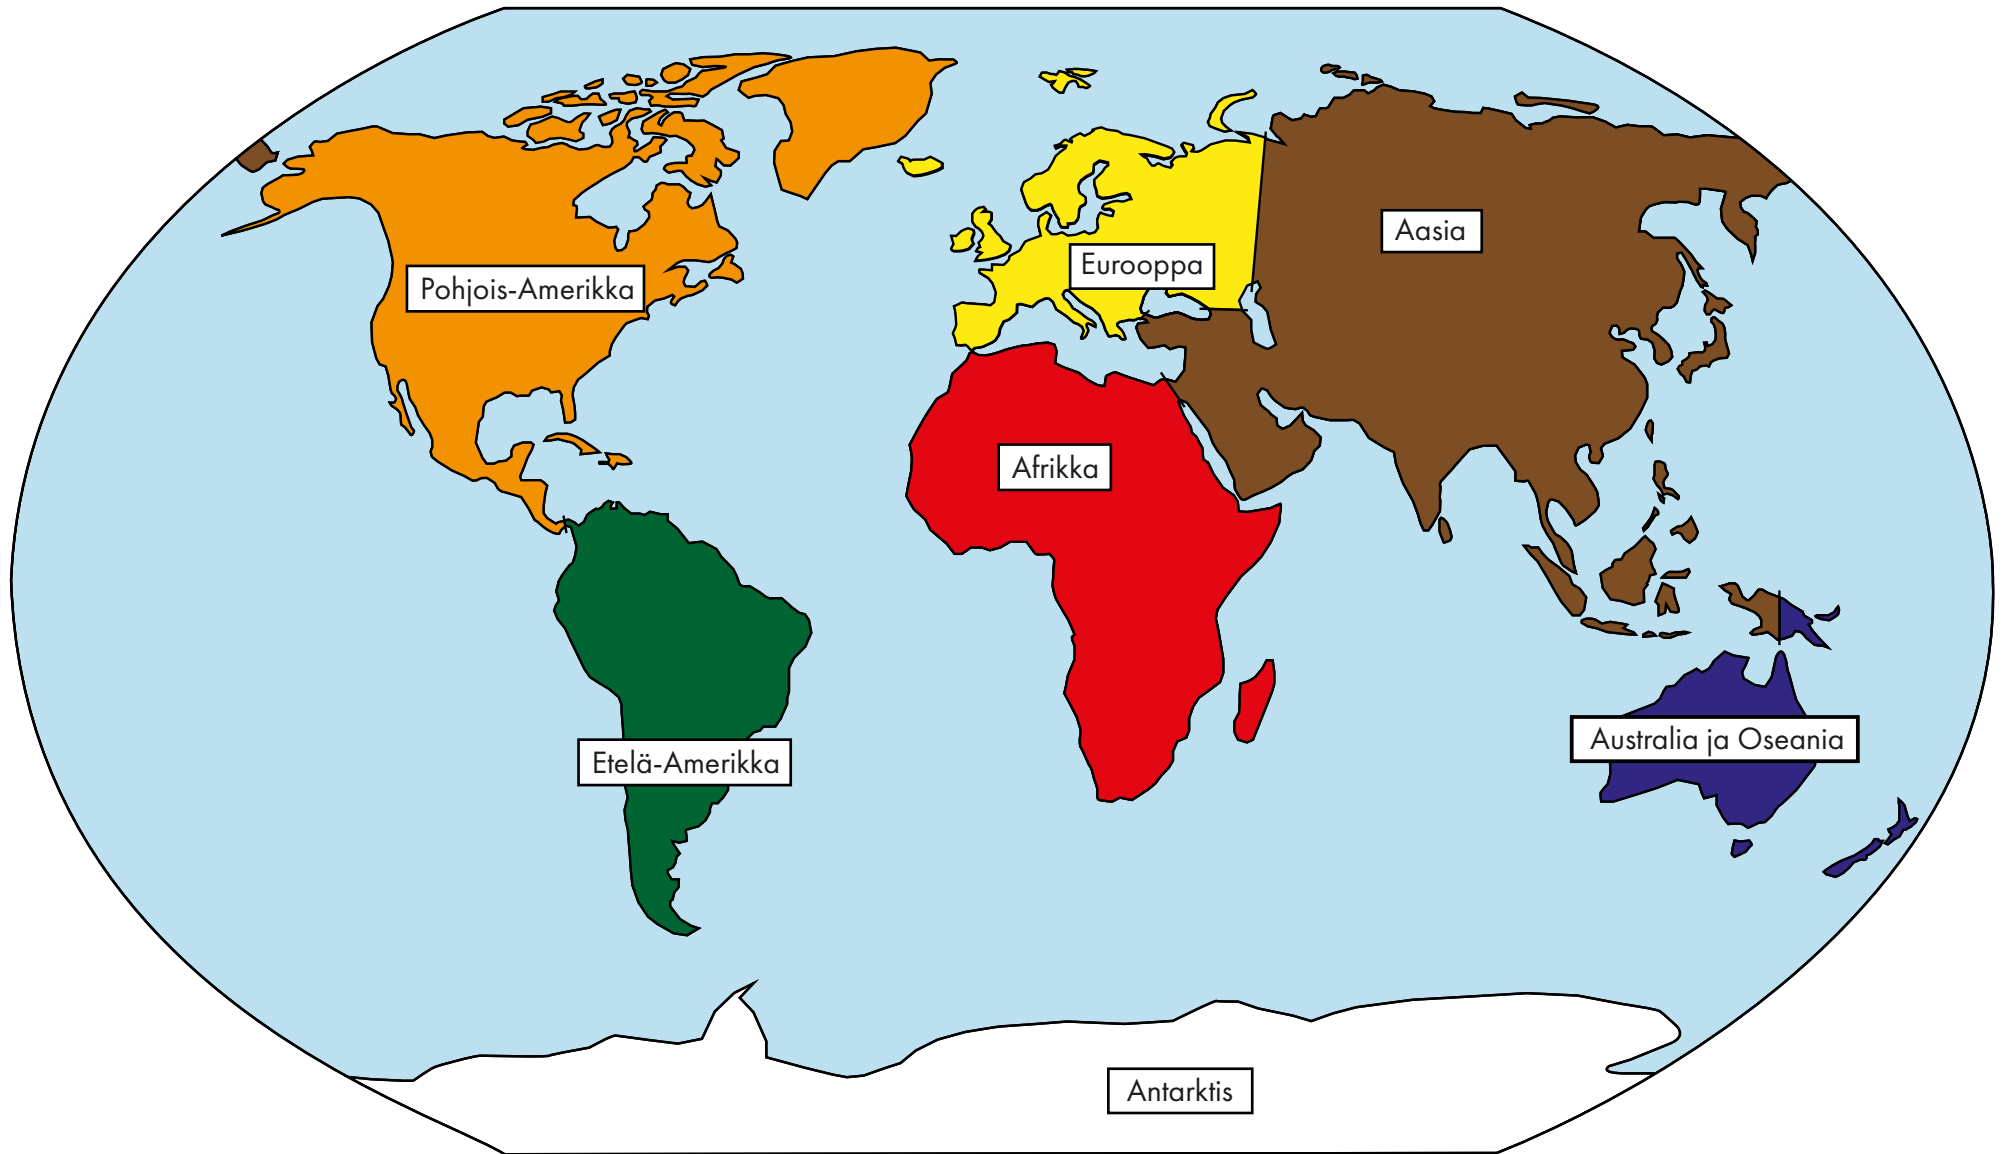 Aasia
Eurooppa
Pohjois-Amerikka
Afrikka
Australia ja Oseania
Etelä-Amerikka
Antarktis